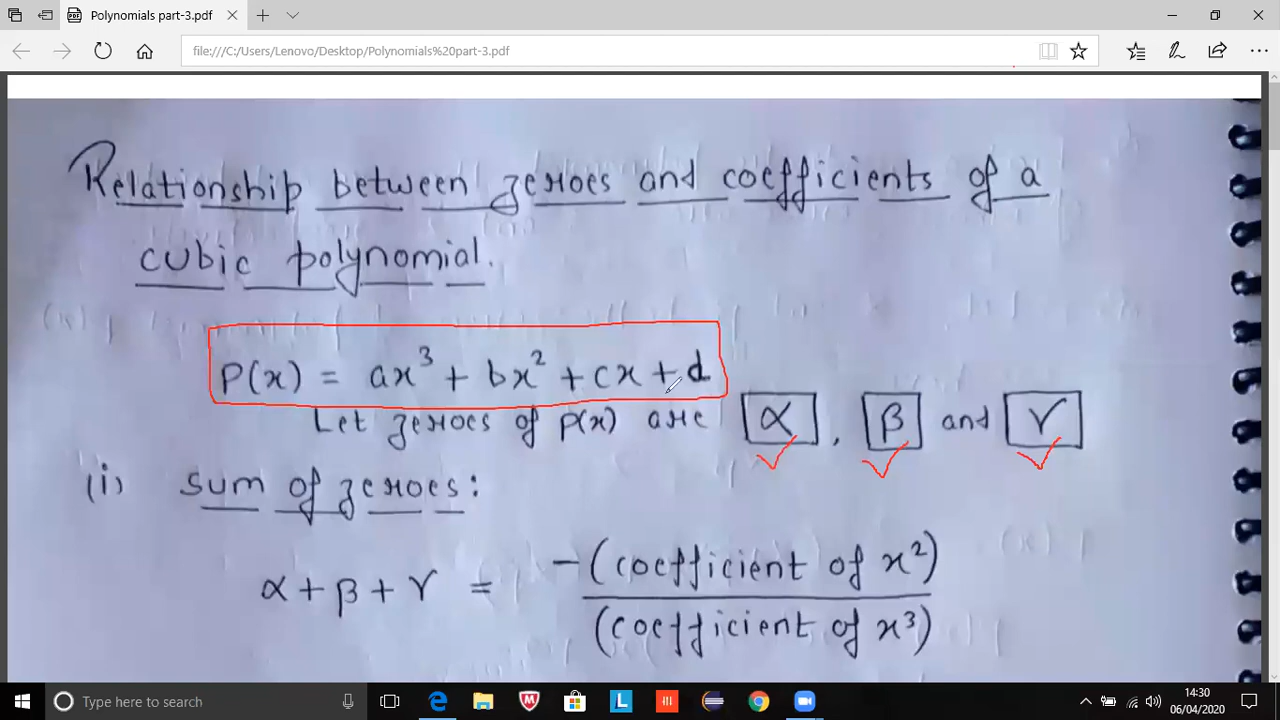 Polynomials part-3.pdf
file:///C:/Users/Lenovo/Desktop/Polynomials%20part-3.pdf
Relationship between zeroes and coefficients of a
cubic polynomial.
P(x) = ax³ + bx² + cx + d
Let zeroes of p(x) are α , β and γ
(i) Sum of zeroes:
α + β + γ = -(coefficient of x²)
(coefficient of x³)
Type here to search
14:30
06/04/2020